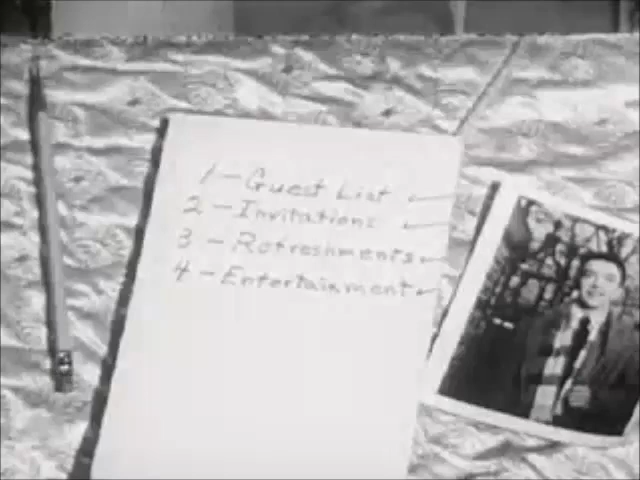 1 - Guest List ✓
2 - Invitations ✓
3 - Refreshments ✓
4 - Entertainment ✓